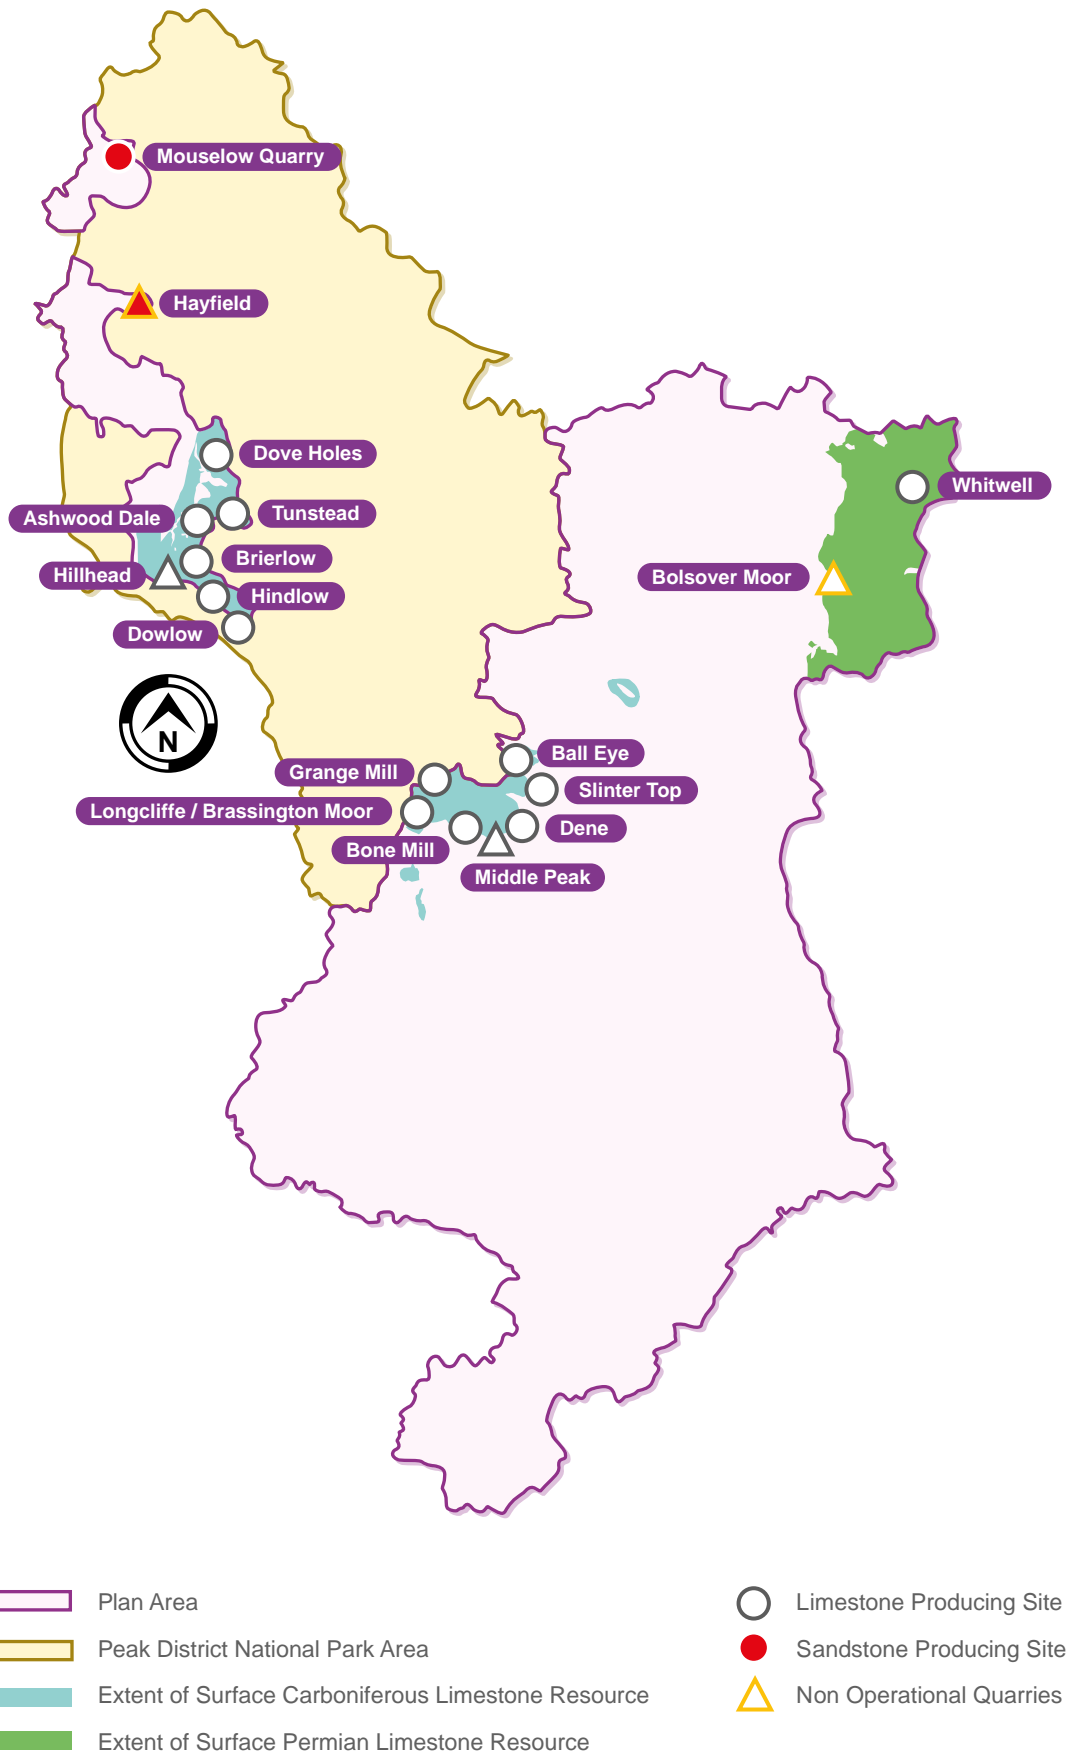 Mouselow Quarry
Hayfield
Dove Holes
Whitwell
Tunstead
Ashwood Dale
Brierlow
Hillhead
Bolsover Moor
Hindlow
Dowlow
N
Ball Eye
Grange Mill
Slinter Top
Longcliffe / Brassington Moor
Dene
Bone Mill
Middle Peak
Plan Area
Peak District National Park Area
Extent of Surface Carboniferous Limestone Resource
Extent of Surface Permian Limestone Resource
Limestone Producing Site
Sandstone Producing Site
Non Operational Quarries